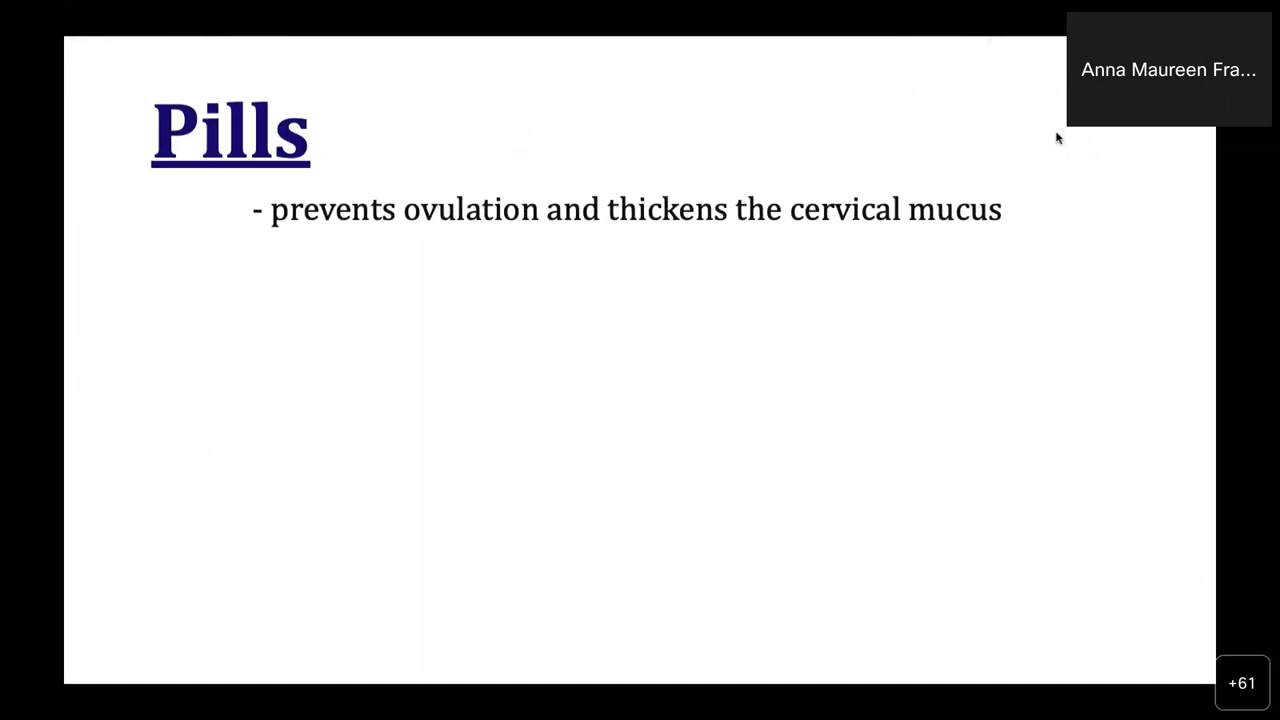 Anna Maureen Fra...
Pills
- prevents ovulation and thickens the cervical mucus
+61